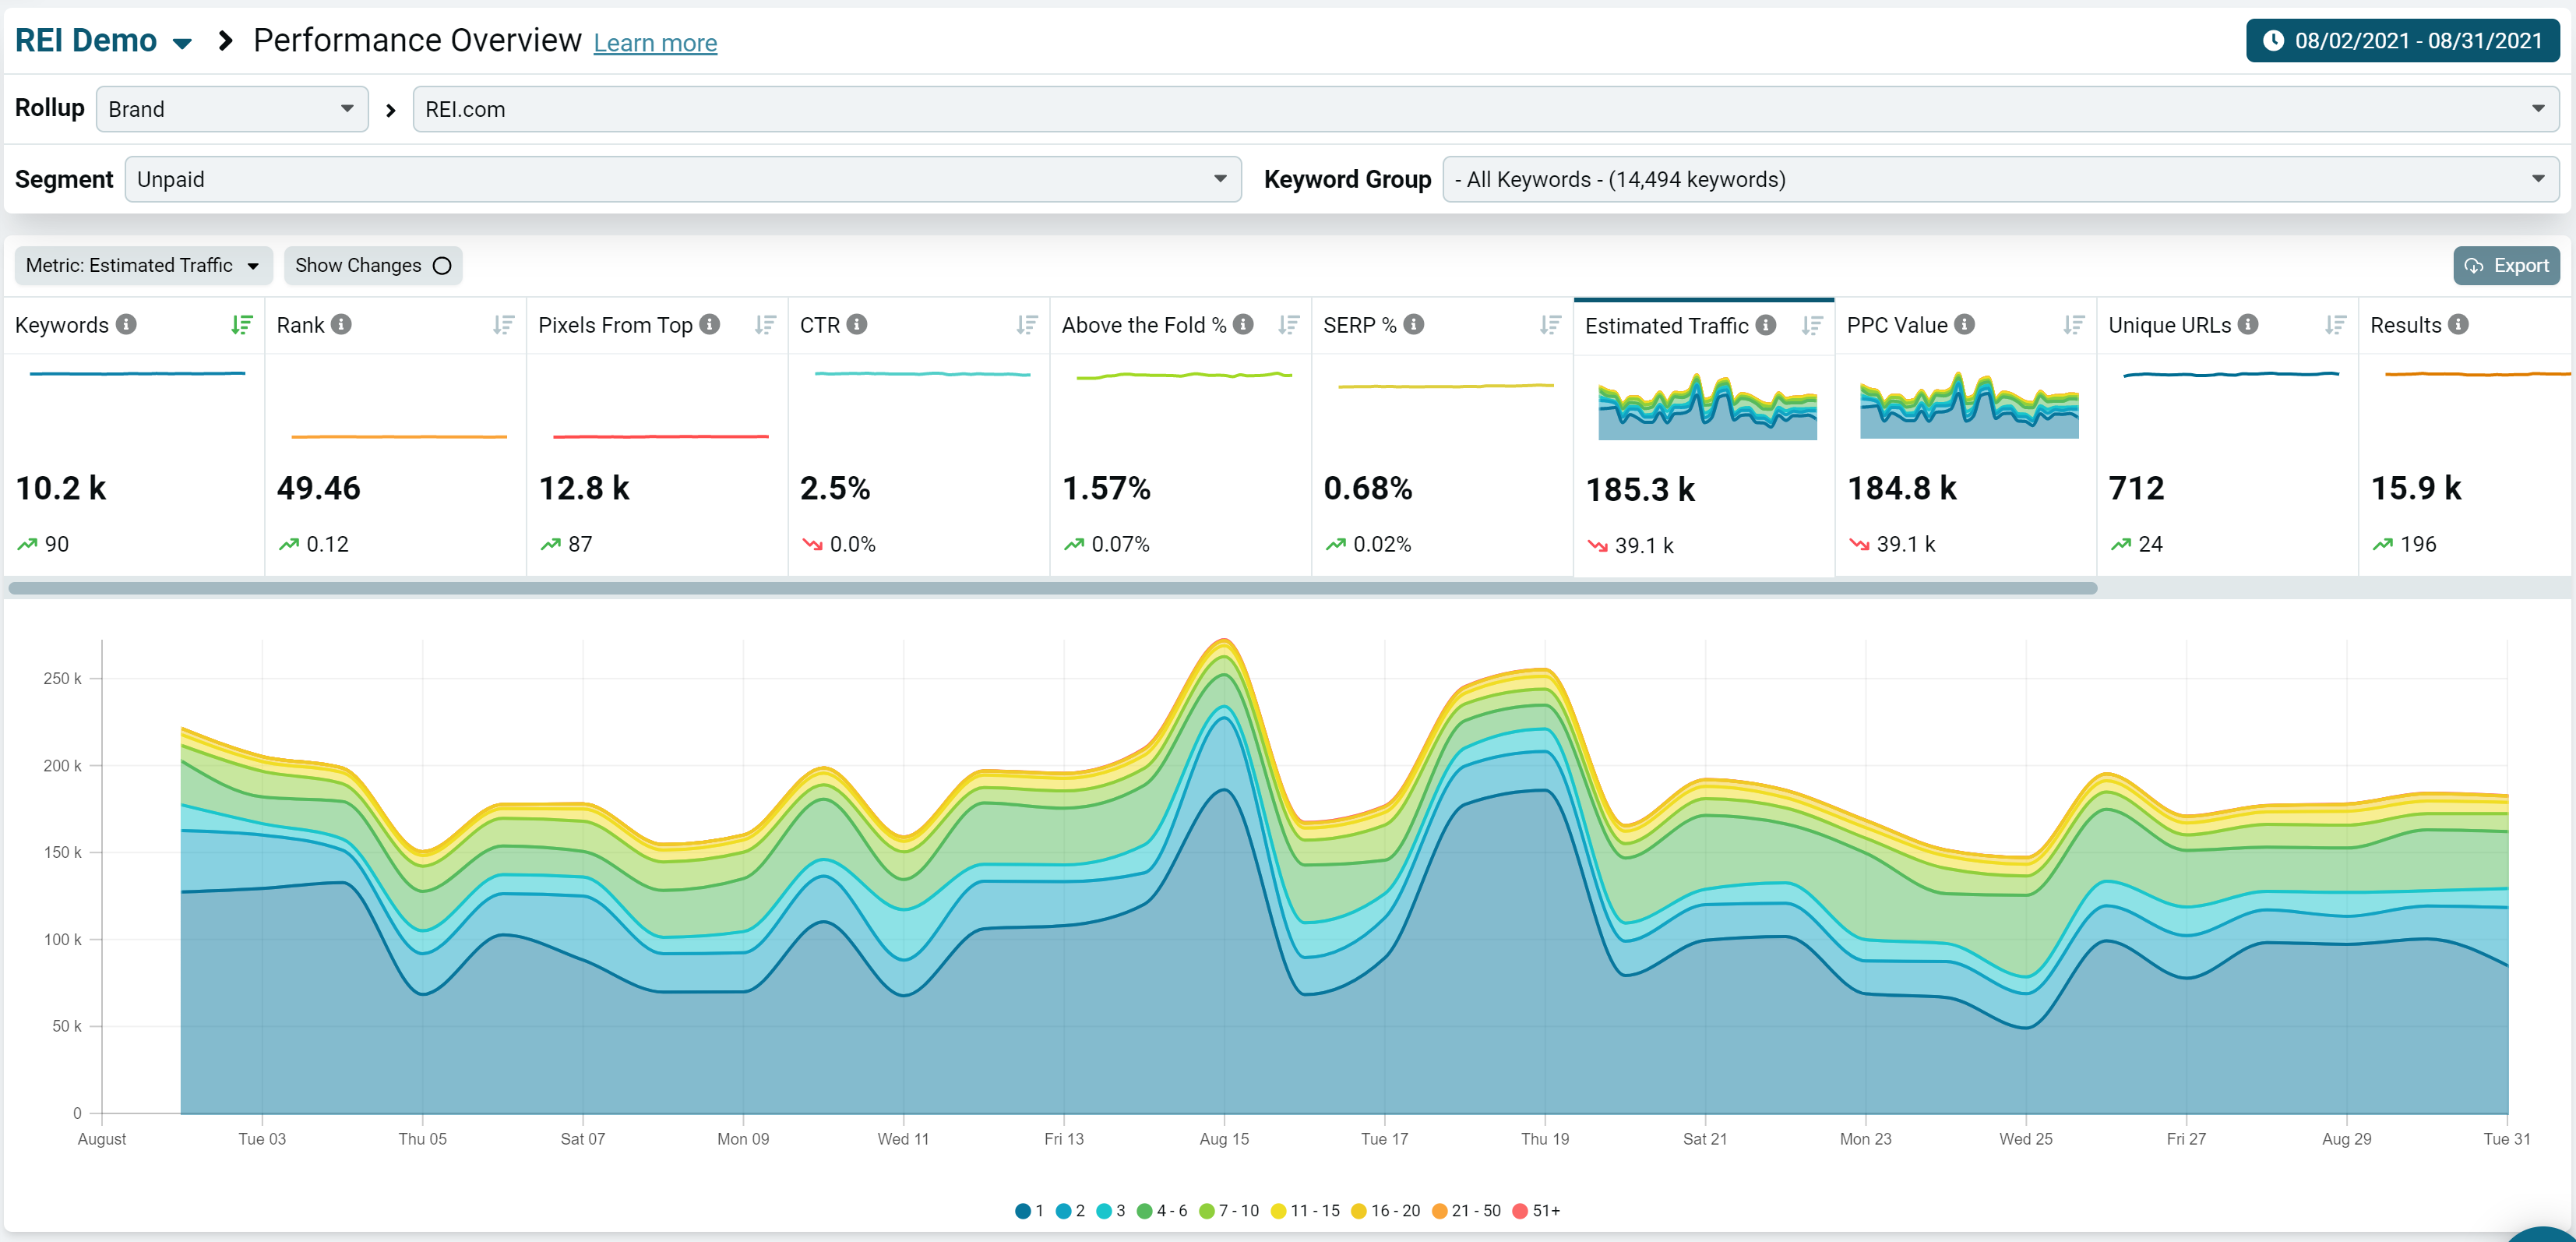 REI Demo Performance Overview Learn more 08/02/2021 - 08/31/2021
Rollup Brand REI.com
Segment Unpaid Keyword Group - All Keywords - (14,494 keywords)
Metric: Estimated Traffic Show Changes Export
Keywords Rank Pixels From Top CTR Above the Fold % SERP % Estimated Traffic PPC Value Unique URLs Results
10.2 k 49.46 12.8 k 2.5% 1.57% 0.68% 185.3 k 184.8 k 712 15.9 k
90 0.12 87 0.0% 0.07% 0.02% 39.1 k 39.1 k 24 196
250 k
200 k
150 k
100 k
50 k
0
August Tue 03 Thu 05 Sat 07 Mon 09 Wed 11 Fri 13 Aug 15 Tue 17 Thu 19 Sat 21 Mon 23 Wed 25 Fri 27 Aug 29 Tue 31
1 2 3 4 - 6 7 - 10 11 - 15 16 - 20 21 - 50 51+